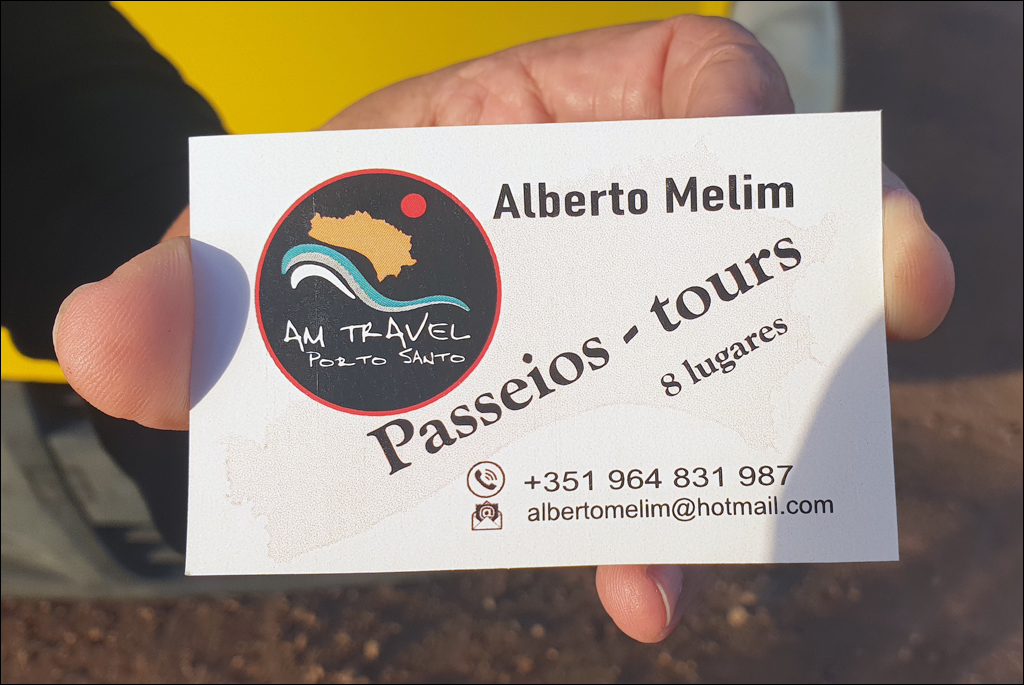 AM TRAVEL
PORTO SANTO
Alberto Melim
Passeios - tours
8 lugares
+351 964 831 987
albertomelim@hotmail.com